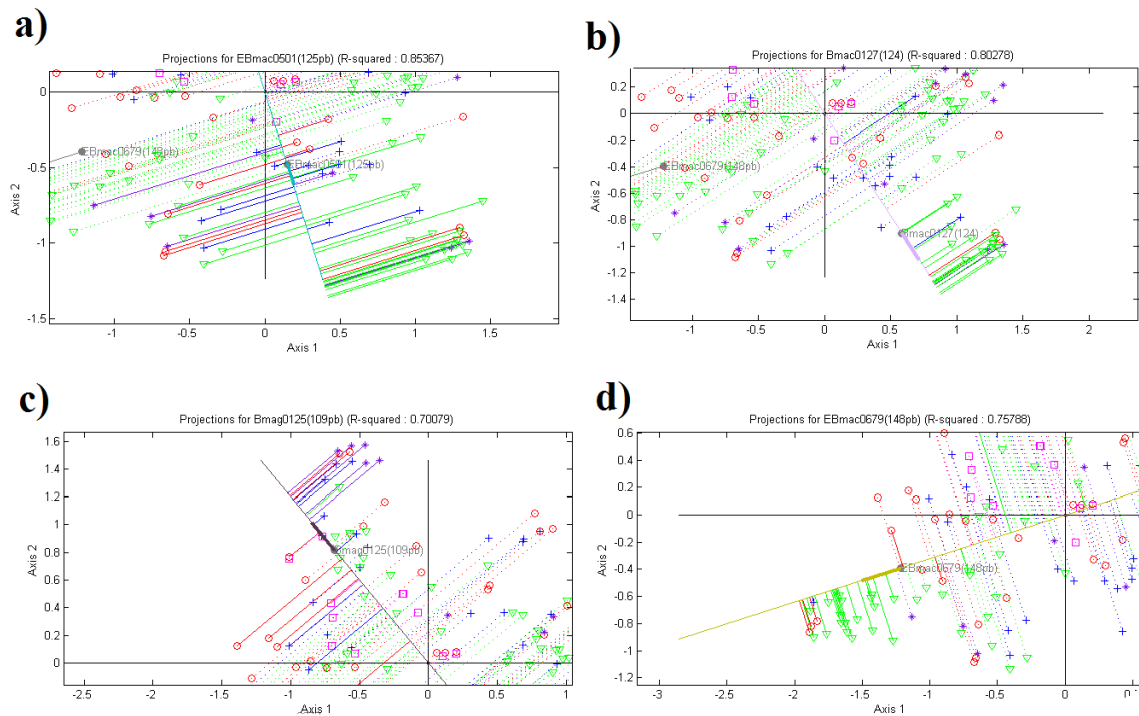 a)
Projections for EBmac0501(125pb) (R-squared : 0.85367)
0
-0.5
-1
-1.5
Axis 2
EBmac0679(148pb)
EBmac0501(125pb)
-1
-0.5
0
0.5
1
1.5
Axis 1
b)
Projections for Bmac0127(124) (R-squared : 0.80278)
0.2
0
-0.2
-0.4
-0.6
-0.8
-1
-1.2
-1.4
Axis 2
EBmac0679(148pb)
Bmac0127(124)
-1
0
1
2
Axis 1
c)
Projections for Bmag0125(109pb) (R-squared : 0.70079)
1.6
1.4
1.2
1
0.8
0.6
0.4
0.2
0
Axis 2
Bmag0125(109pb)
-2.5
-2
-1.5
-1
-0.5
0
0.5
1
Axis 1
d)
Projections for EBmac0679(148pb) (R-squared : 0.75788)
0.6
0.4
0.2
0
-0.2
-0.4
-0.6
-0.8
-1
-1.2
Axis 2
EBmac0679(148pb)
-3
-2.5
-2
-1.5
-1
-0.5
0
Axis 1